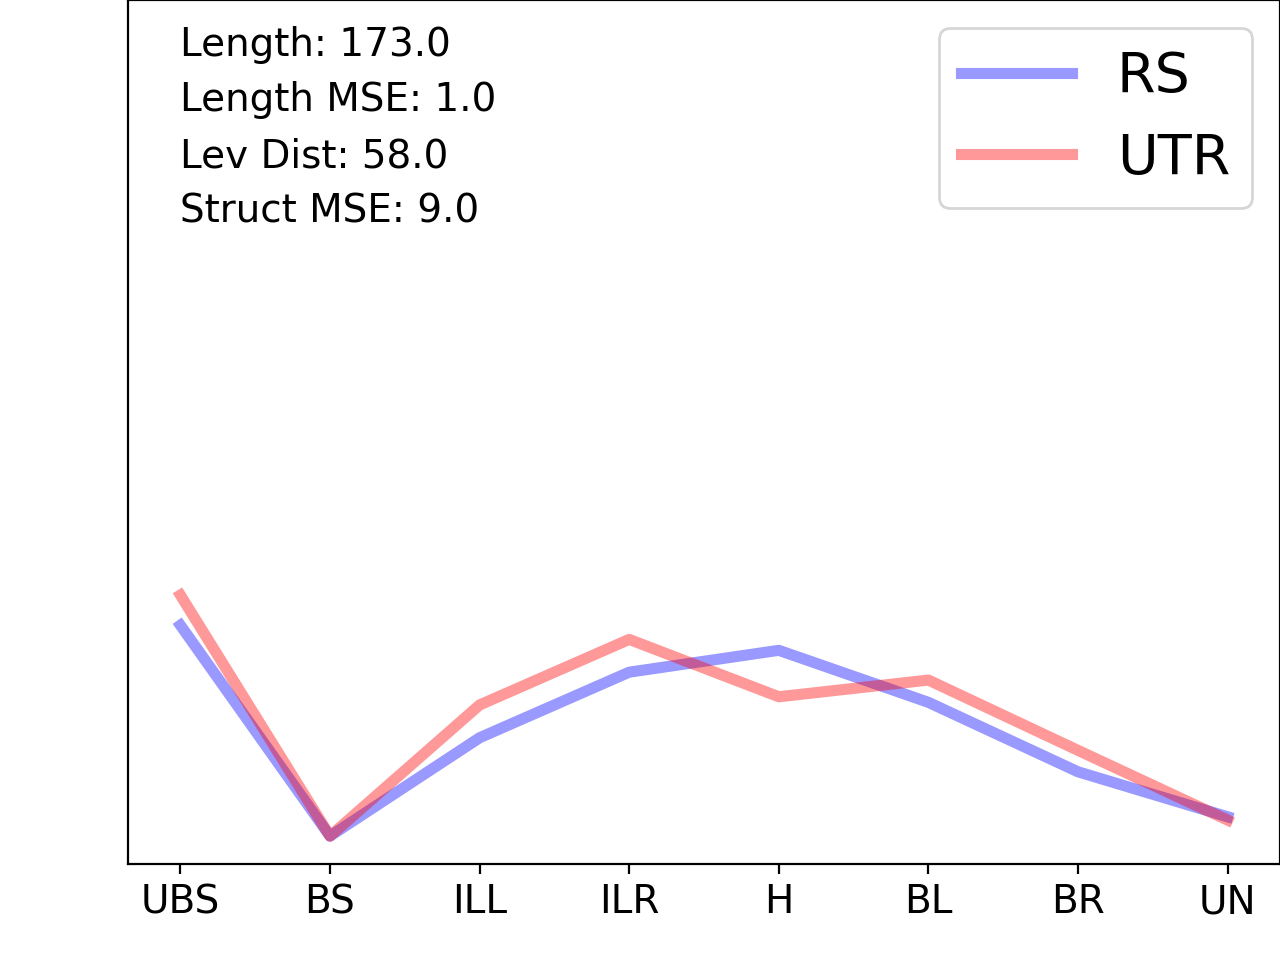 Length: 173.0
Length MSE: 1.0
Lev Dist: 58.0
Struct MSE: 9.0
RS
UTR
UBS BS ILL ILR H BL BR UN